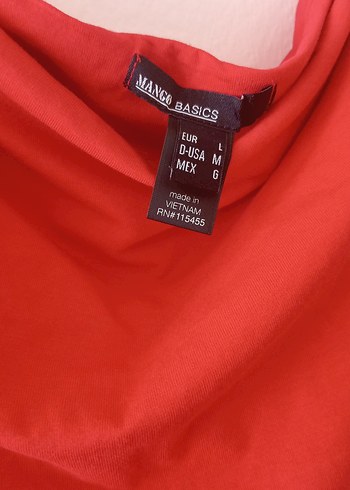 MANGO BASICS
EUR L
D-USA M
MEX G
made in
VIETNAM
RN#115455